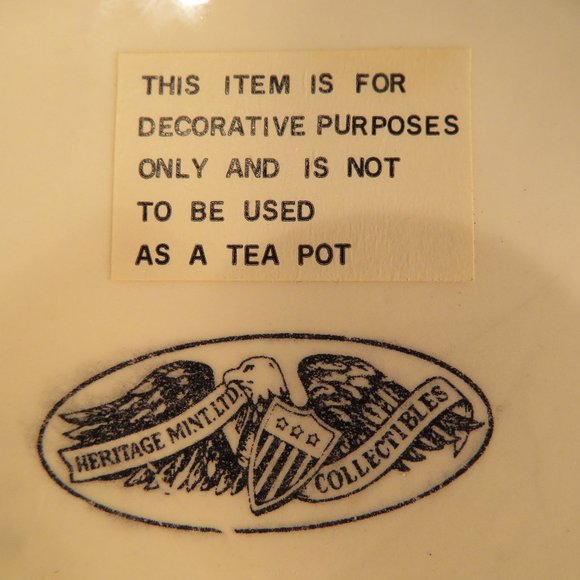 THIS ITEM IS FOR
DECORATIVE PURPOSES
ONLY AND IS NOT
TO BE USED
AS A TEA POT
HERITAGE MINT, LTD.
COLLECTIBLES